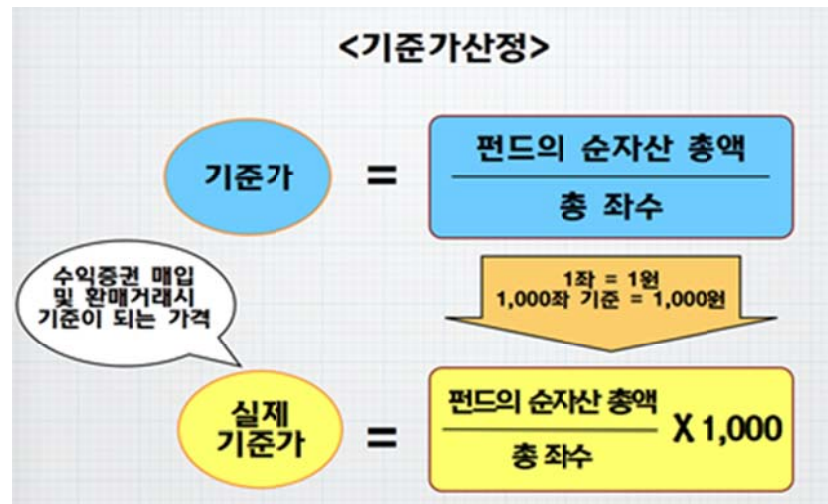 <기준가산정>
기준가
=
펀드의 순자산 총액
총 좌수
수익증권 매입
및 환매거래시
기준이 되는 가격
1좌 = 1원
1,000좌 기준 = 1,000원
실제
기준가
=
펀드의 순자산 총액
총 좌수
X 1,000